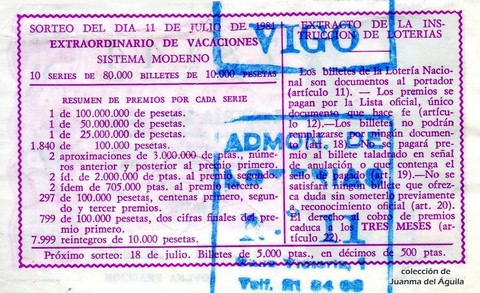 SORTEO DEL DIA 11 DE JULIO DE 1981
EXTRAORDINARIO DE VACACIONES
SISTEMA MODERNO
10 SERIES DE 80.000 BILLETES DE 10.000 PESETAS
RESUMEN DE PREMIOS POR CADA SERIE
1 de 100.000.000 de pesetas.
1 de 50.000.000 de pesetas.
1 de 25.000.000 de pesetas.
1.840 de 100.000 pesetas.
2 aproximaciones de 3.000.000 de ptas., números anterior y posterior al premio primero.
2 íd. de 2.000.000 de ptas. al premio segundo
2 ídem de 705.000 ptas. al premio tercero.
297 de 100.000 pesetas, centenas primero, segundo y tercer premios.
799 de 100.000 pesetas, dos cifras finales del premio primero.
7.999 reintegros de 10.000 pesetas.
EXTRACTO DE LA INSTRUCCION DE LOTERIAS
Los billetes de la Lotería Nacional son documentos al portador (artículo 11). — Los premios se pagan por la Lista oficial, único documento que hace fe (artículo 12).—Los billetes no podrán remplazarse por ningún documento (art. 18).—No se pagará premio al billete taladrado en señal de anulación o que contenga el sello de pagado (art. 19).—No se satisfará ningún billete que ofrezca duda sin someterlo previamente a reconocimiento oficial (art. 20). El derecho al cobro de premios caduca a los TRES MESES (artículo 22).
Próximo sorteo: 18 de julio. Billetes de 5.000 ptas., en décimos de 500 ptas.
VIGO
ADMON. DE
N. 11
Telf. 21 84 08
colección de
Juanma del Águila